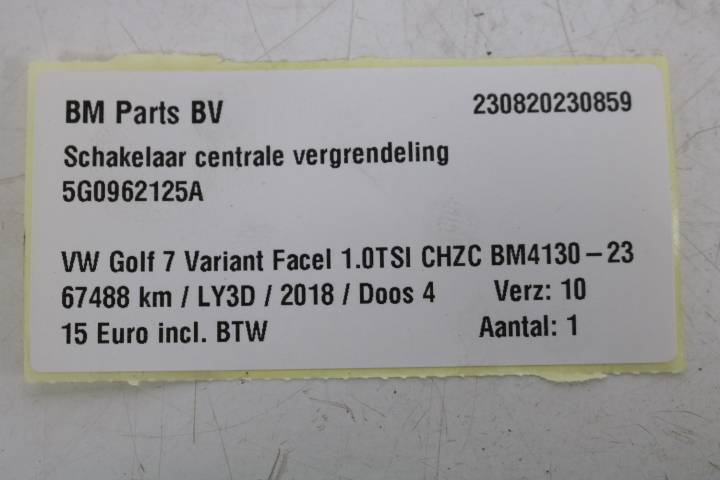 BM Parts BV 230820230859
Schakelaar centrale vergrendeling
5G0962125A
VW Golf 7 Variant Facel 1.0TSI CHZC BM4130-23
67488 km / LY3D / 2018 / Doos 4 Verz: 10
15 Euro incl. BTW Aantal: 1